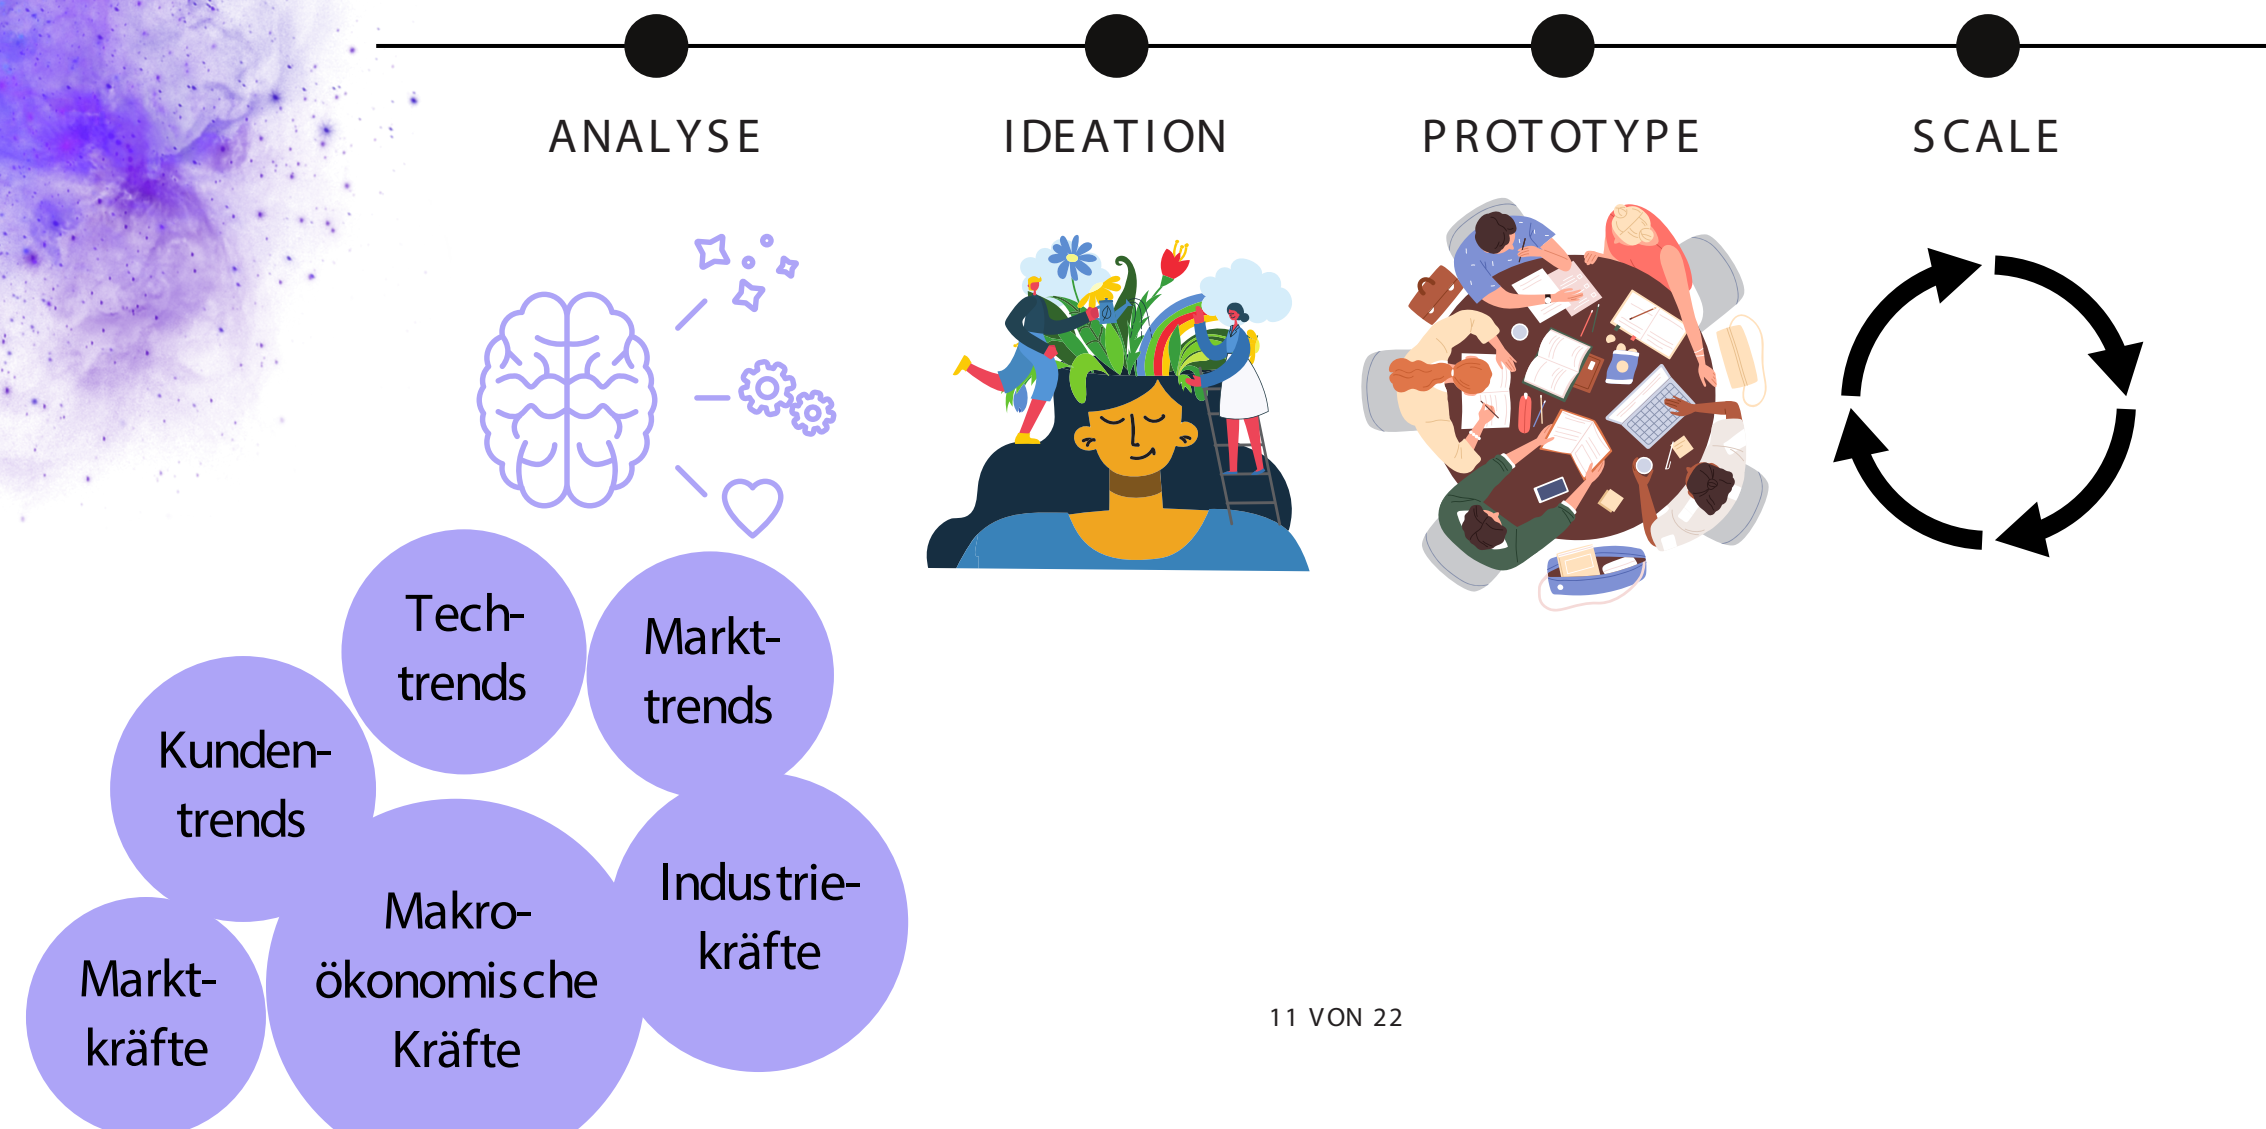 ANALYSE
IDEATION
PROTOTYPE
SCALE
Tech-
trends
Markt-
trends
Kunden-
trends
Industrie-
kräfte
Makro-
ökonomische
Kräfte
Markt-
kräfte
11 VON 22